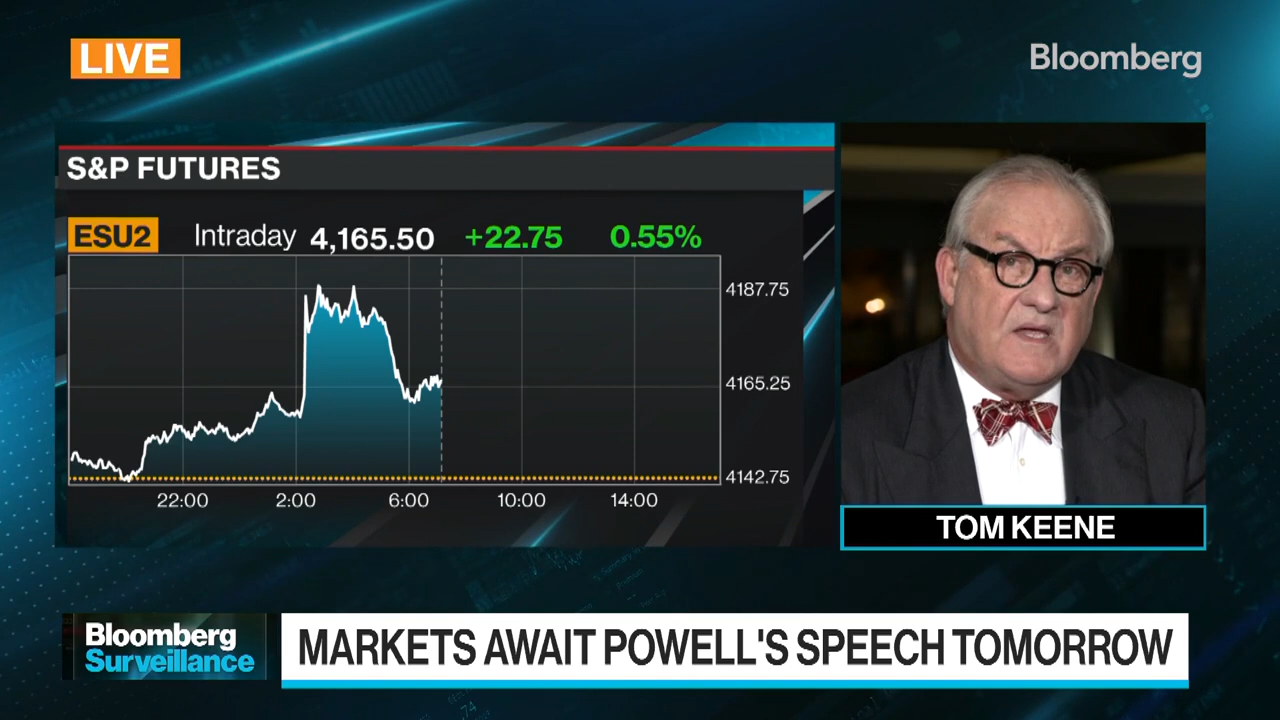 LIVE
Bloomberg
S&P FUTURES
ESU2 Intraday 4,165.50 +22.75 0.55%
4187.75
4165.25
4142.75
22:00 2:00 6:00 10:00 14:00
TOM KEENE
Bloomberg
Surveillance
MARKETS AWAIT POWELL'S SPEECH TOMORROW